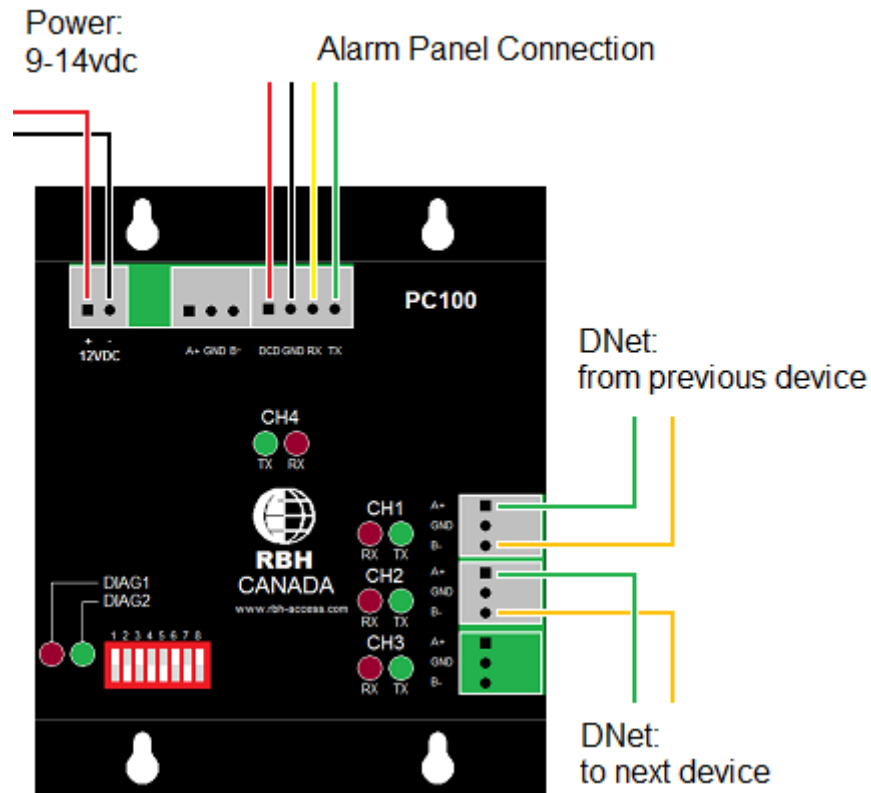 Power:
9-14vdc
Alarm Panel Connection
PC100
+ -
12VDC
A+ GND B-
DCD GND RX TX
DNet:
from previous device
CH4
TX RX
CH1
RX TX
A+
GND
B-
RBH
CANADA
www.rbh-access.com
CH2
RX TX
A+
GND
B-
DIAG1
DIAG2
1 2 3 4 5 6 7 8
CH3
RX TX
A+
GND
B-
DNet:
to next device